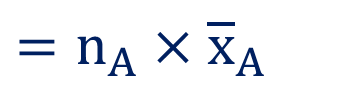 = n_A × x̅_A